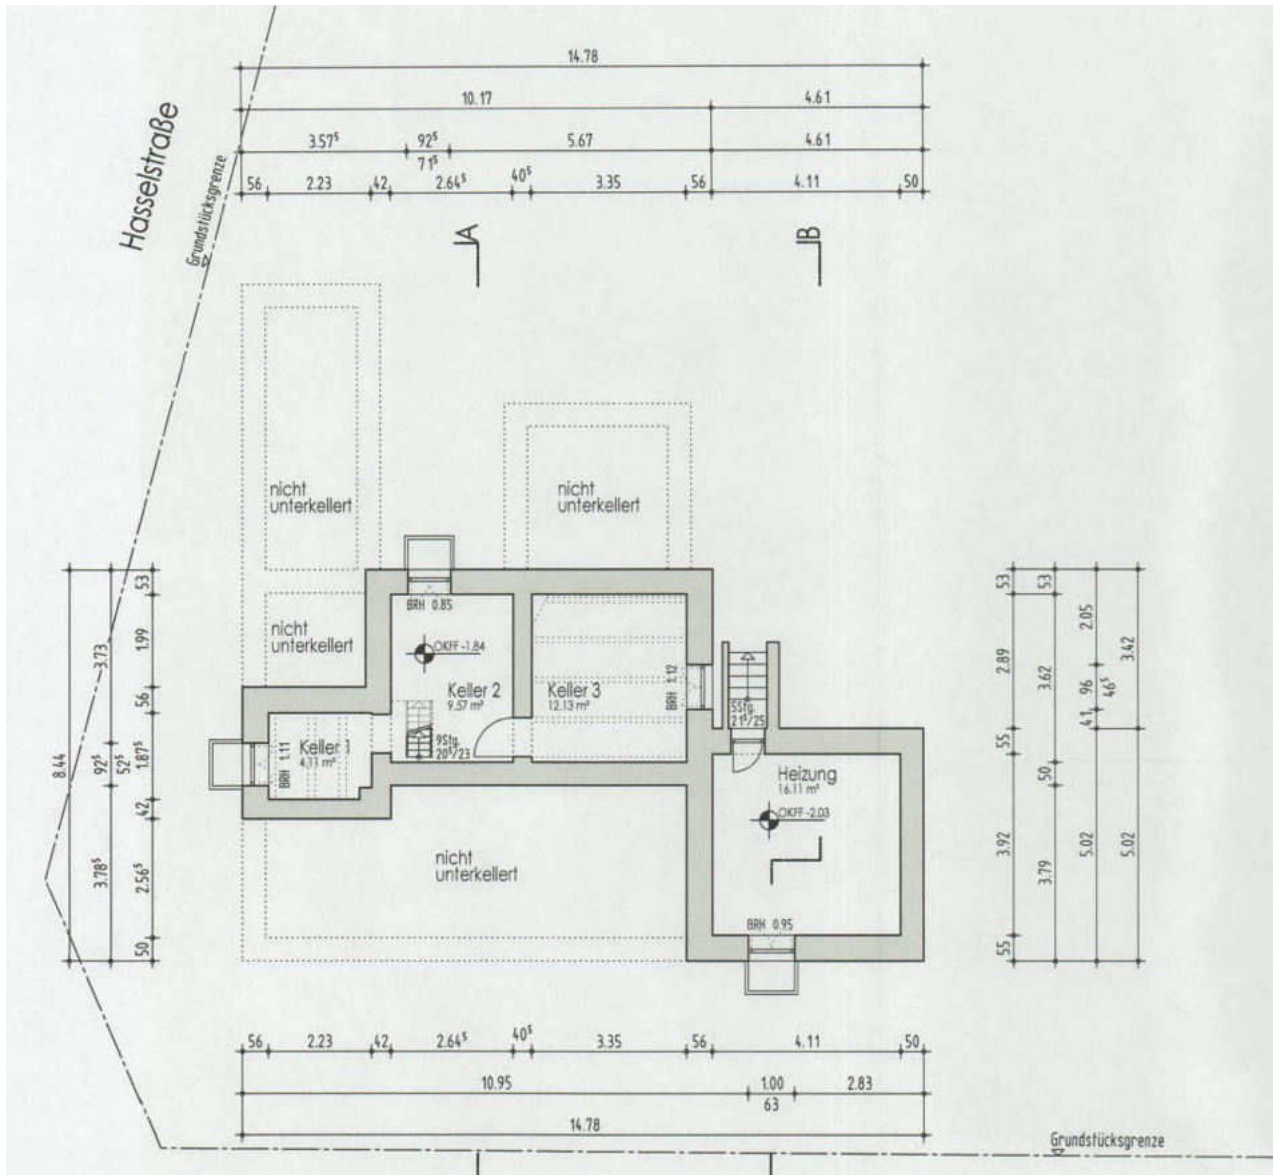 14.78
10.17 4.61
3.57⁵ 92⁵ 5.67 4.61
71⁵
56 2.23 42 2.64⁵ 40⁵ 3.35 56 4.11 50
Hasselstraße
Grundstücksgrenze
A
B
nicht
unterkellert
nicht
unterkellert
nicht
unterkellert
BRH 0.85
OKFF -1.84
Keller 2
9.57 m²
9Stg.
20⁵/23
Keller 3
12.13 m²
BRH 1.12
5Stg.
21⁵/25
Keller 1
4.11 m²
BRH 1.11
Heizung
16.11 m²
OKFF -2.03
BRH 0.95
nicht
unterkellert
8.44
3.73 92⁵ 3.78⁵
52⁵
53 1.99 56 1.87⁵ 42 2.56⁵ 50
53 2.89 55 3.92 55
53 3.62 50 3.79
2.05 96 41 5.02
46⁵
3.42 5.02
56 2.23 42 2.64⁵ 40⁵ 3.35 56 4.11 50
10.95 1.00 2.83
63
14.78
Grundstücksgrenze